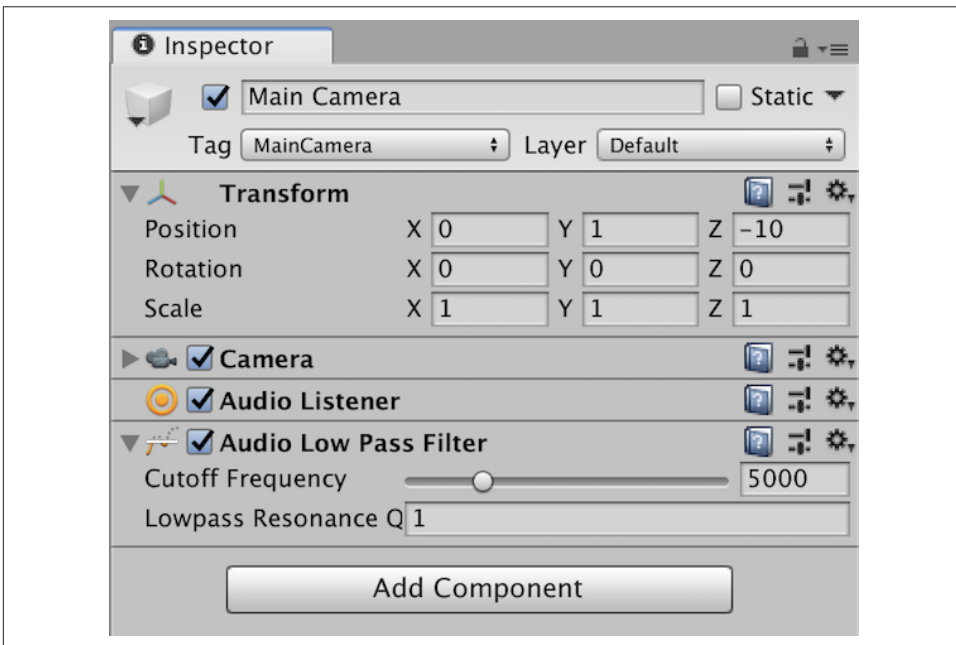 Inspector
Main Camera
Static
Tag MainCamera Layer Default
Transform
Position X 0 Y 1 Z -10
Rotation X 0 Y 0 Z 0
Scale X 1 Y 1 Z 1
Camera
Audio Listener
Audio Low Pass Filter
Cutoff Frequency 5000
Lowpass Resonance Q 1
Add Component